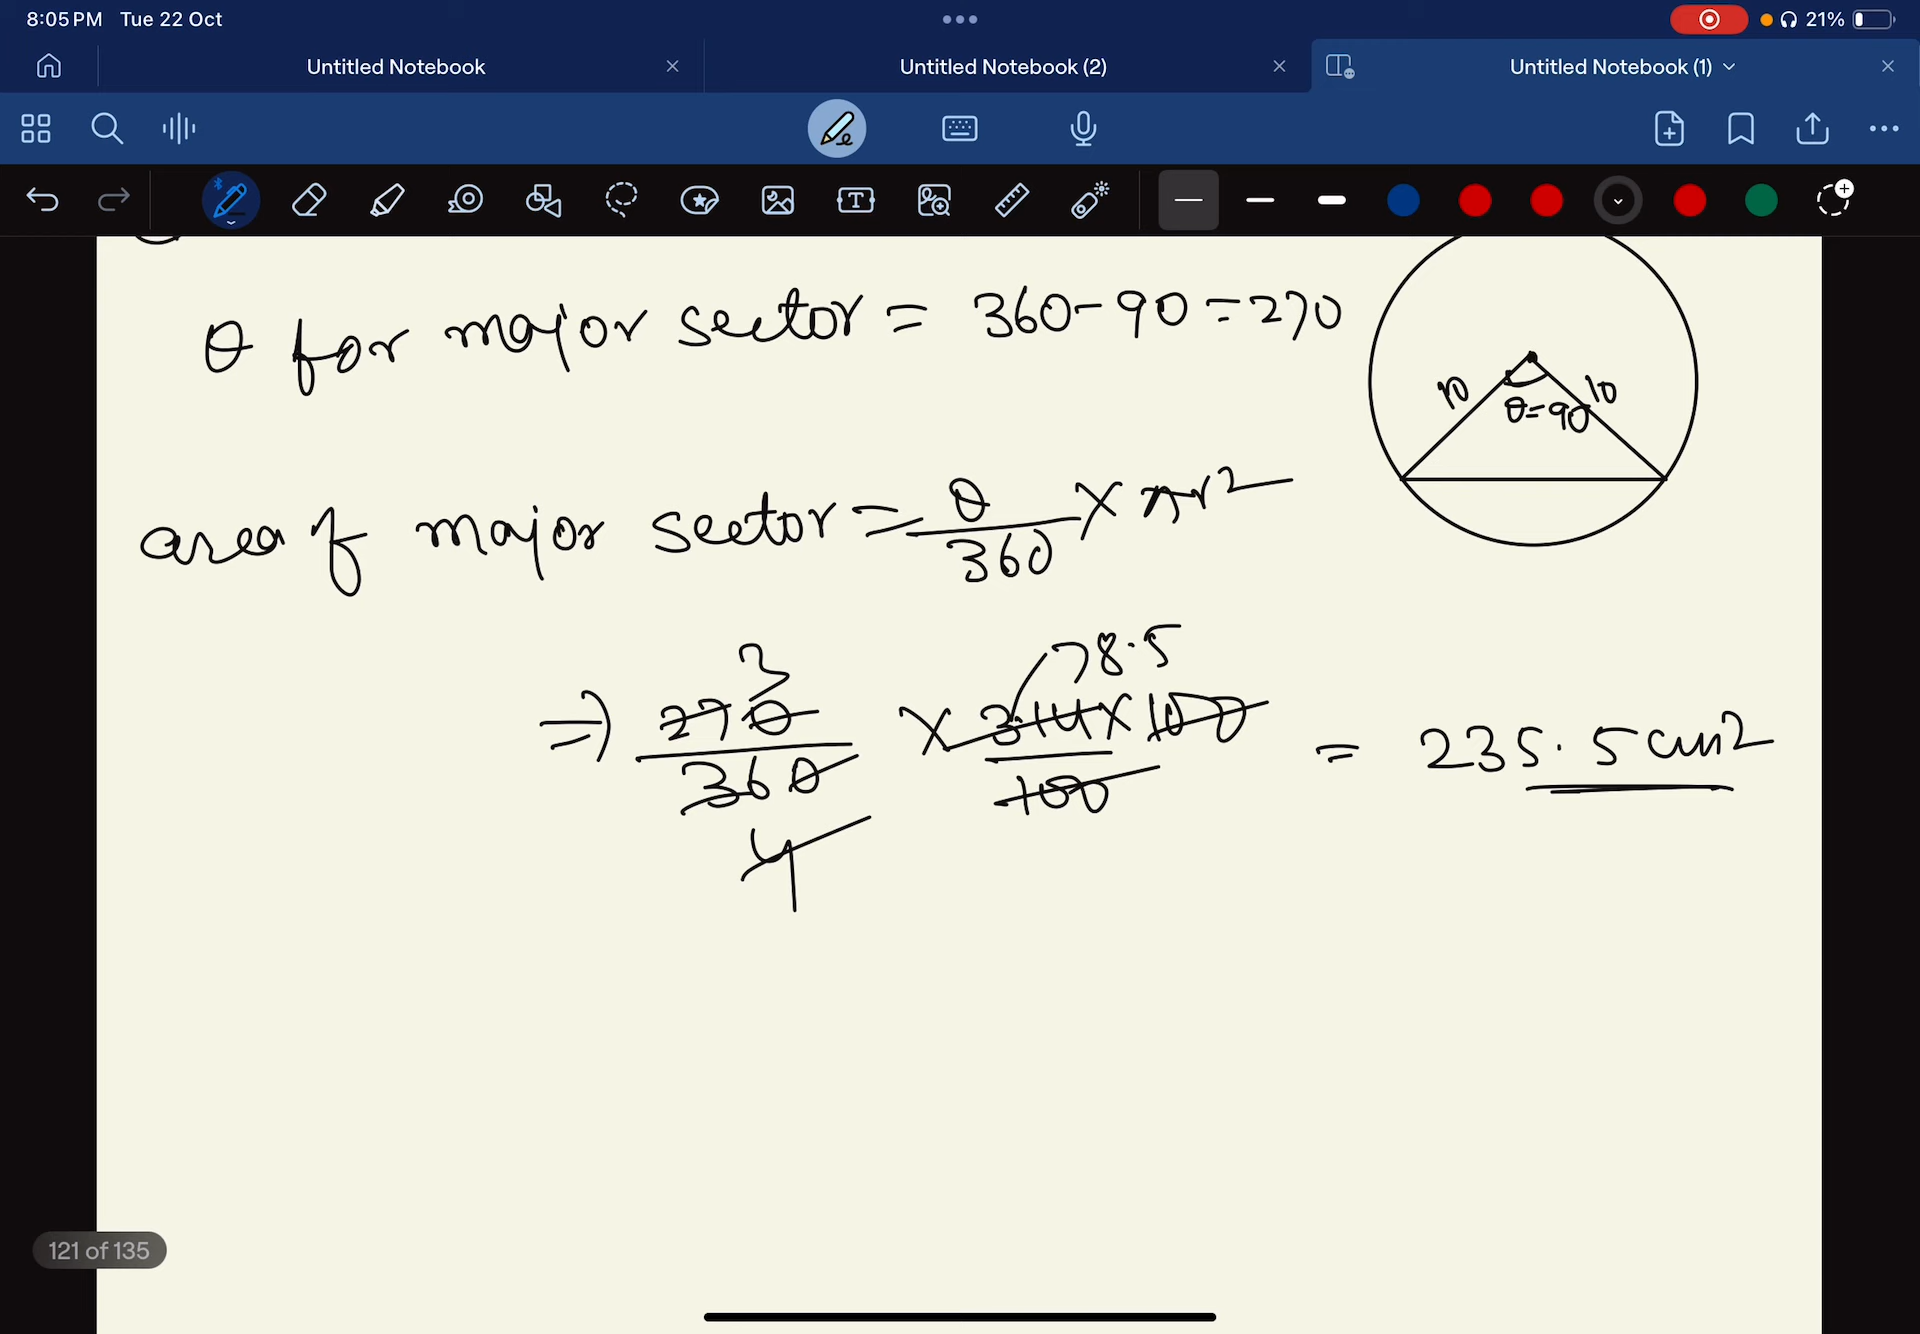 8:05 PM Tue 22 Oct 21%
Untitled Notebook Untitled Notebook (2) Untitled Notebook (1)
θ for major sector = 360 - 90 = 270
10 10
θ=90
area of major sector = θ/360 × πr²
3 78.5
⇒ 270/360 × 314×100/100 = 235.5 cm²
4
121 of 135